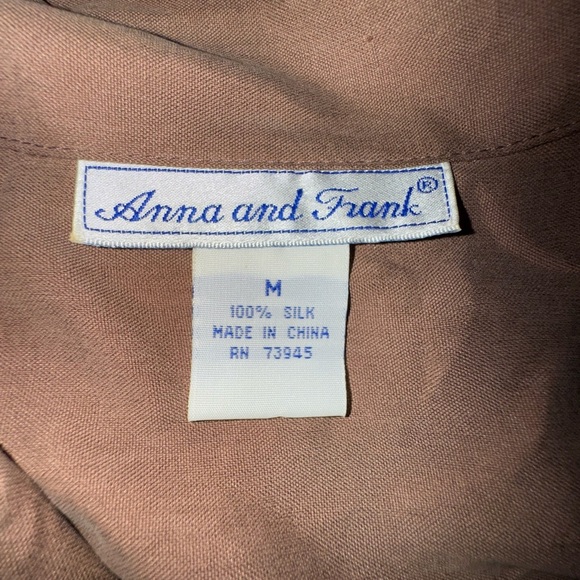 Anna and Frank®
M
100% SILK
MADE IN CHINA
RN 73945